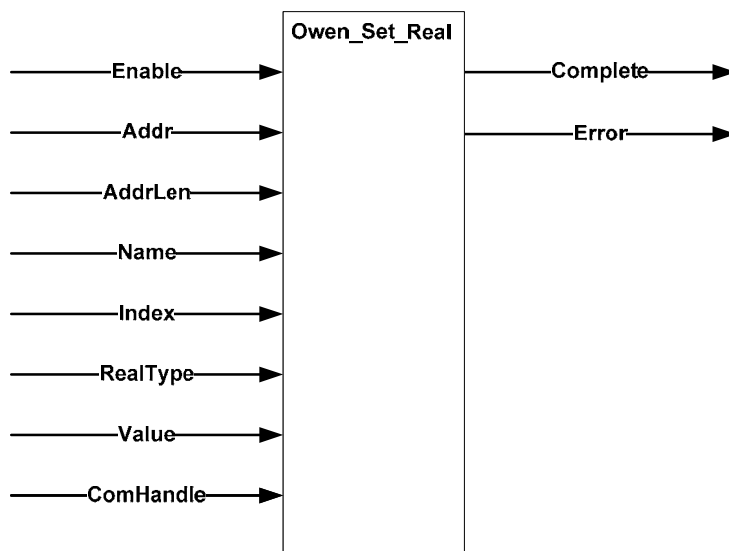 Owen_Set_Real
Enable
Complete
Addr
Error
AddrLen
Name
Index
RealType
Value
ComHandle